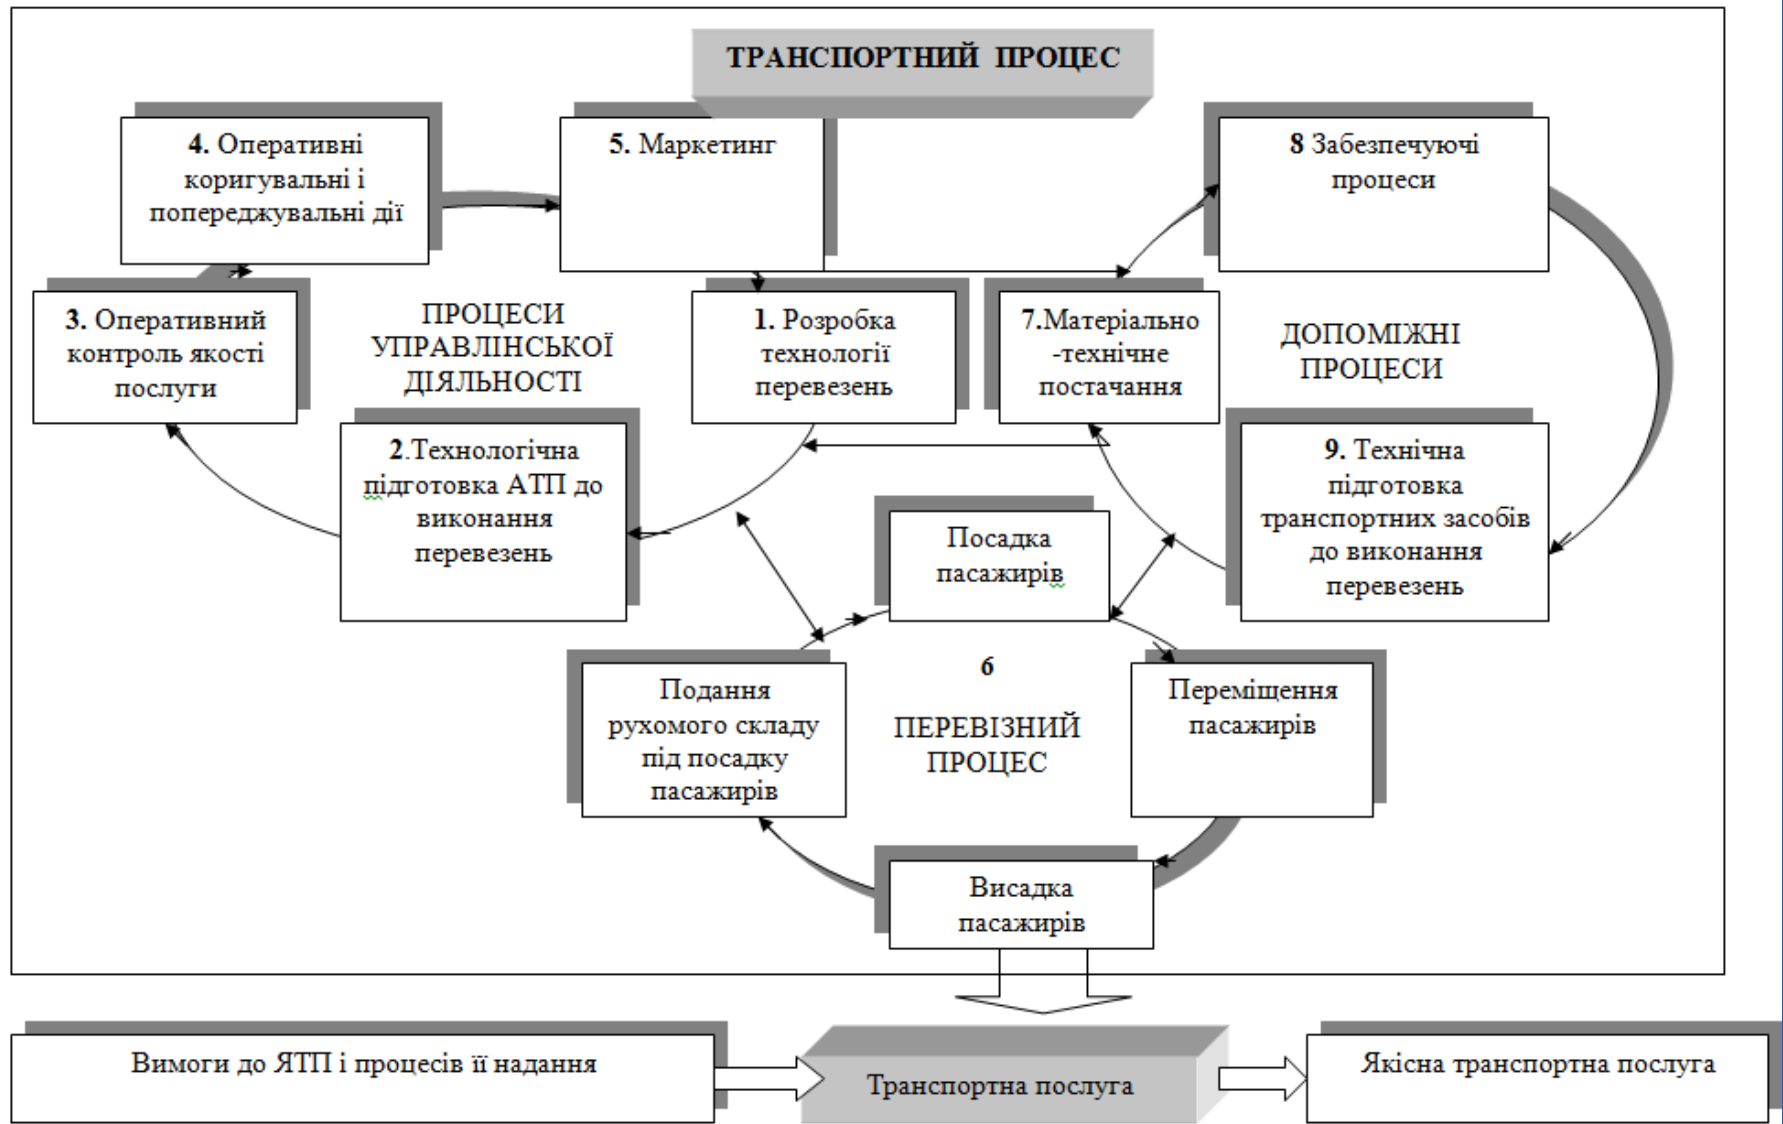 ТРАНСПОРТНИЙ ПРОЦЕС
4. Оперативні
коригувальні і
попереджувальні дії
5. Маркетинг
8 Забезпечуючі
процеси
3. Оперативний
контроль якості
послуги
ПРОЦЕСИ
УПРАВЛІНСЬКОЇ
ДІЯЛЬНОСТІ
1. Розробка
технології
перевезень
7.Матеріально
-технічне
постачання
ДОПОМІЖНІ
ПРОЦЕСИ
2.Технологічна
підготовка АТП до
виконання
перевезень
9. Технічна
підготовка
транспортних засобів
до виконання
перевезень
Посадка
пасажирів
Подання
рухомого складу
під посадку
пасажирів
6
ПЕРЕВІЗНИЙ
ПРОЦЕС
Переміщення
пасажирів
Висадка
пасажирів
Вимоги до ЯТП і процесів її надання
Транспортна послуга
Якісна транспортна послуга